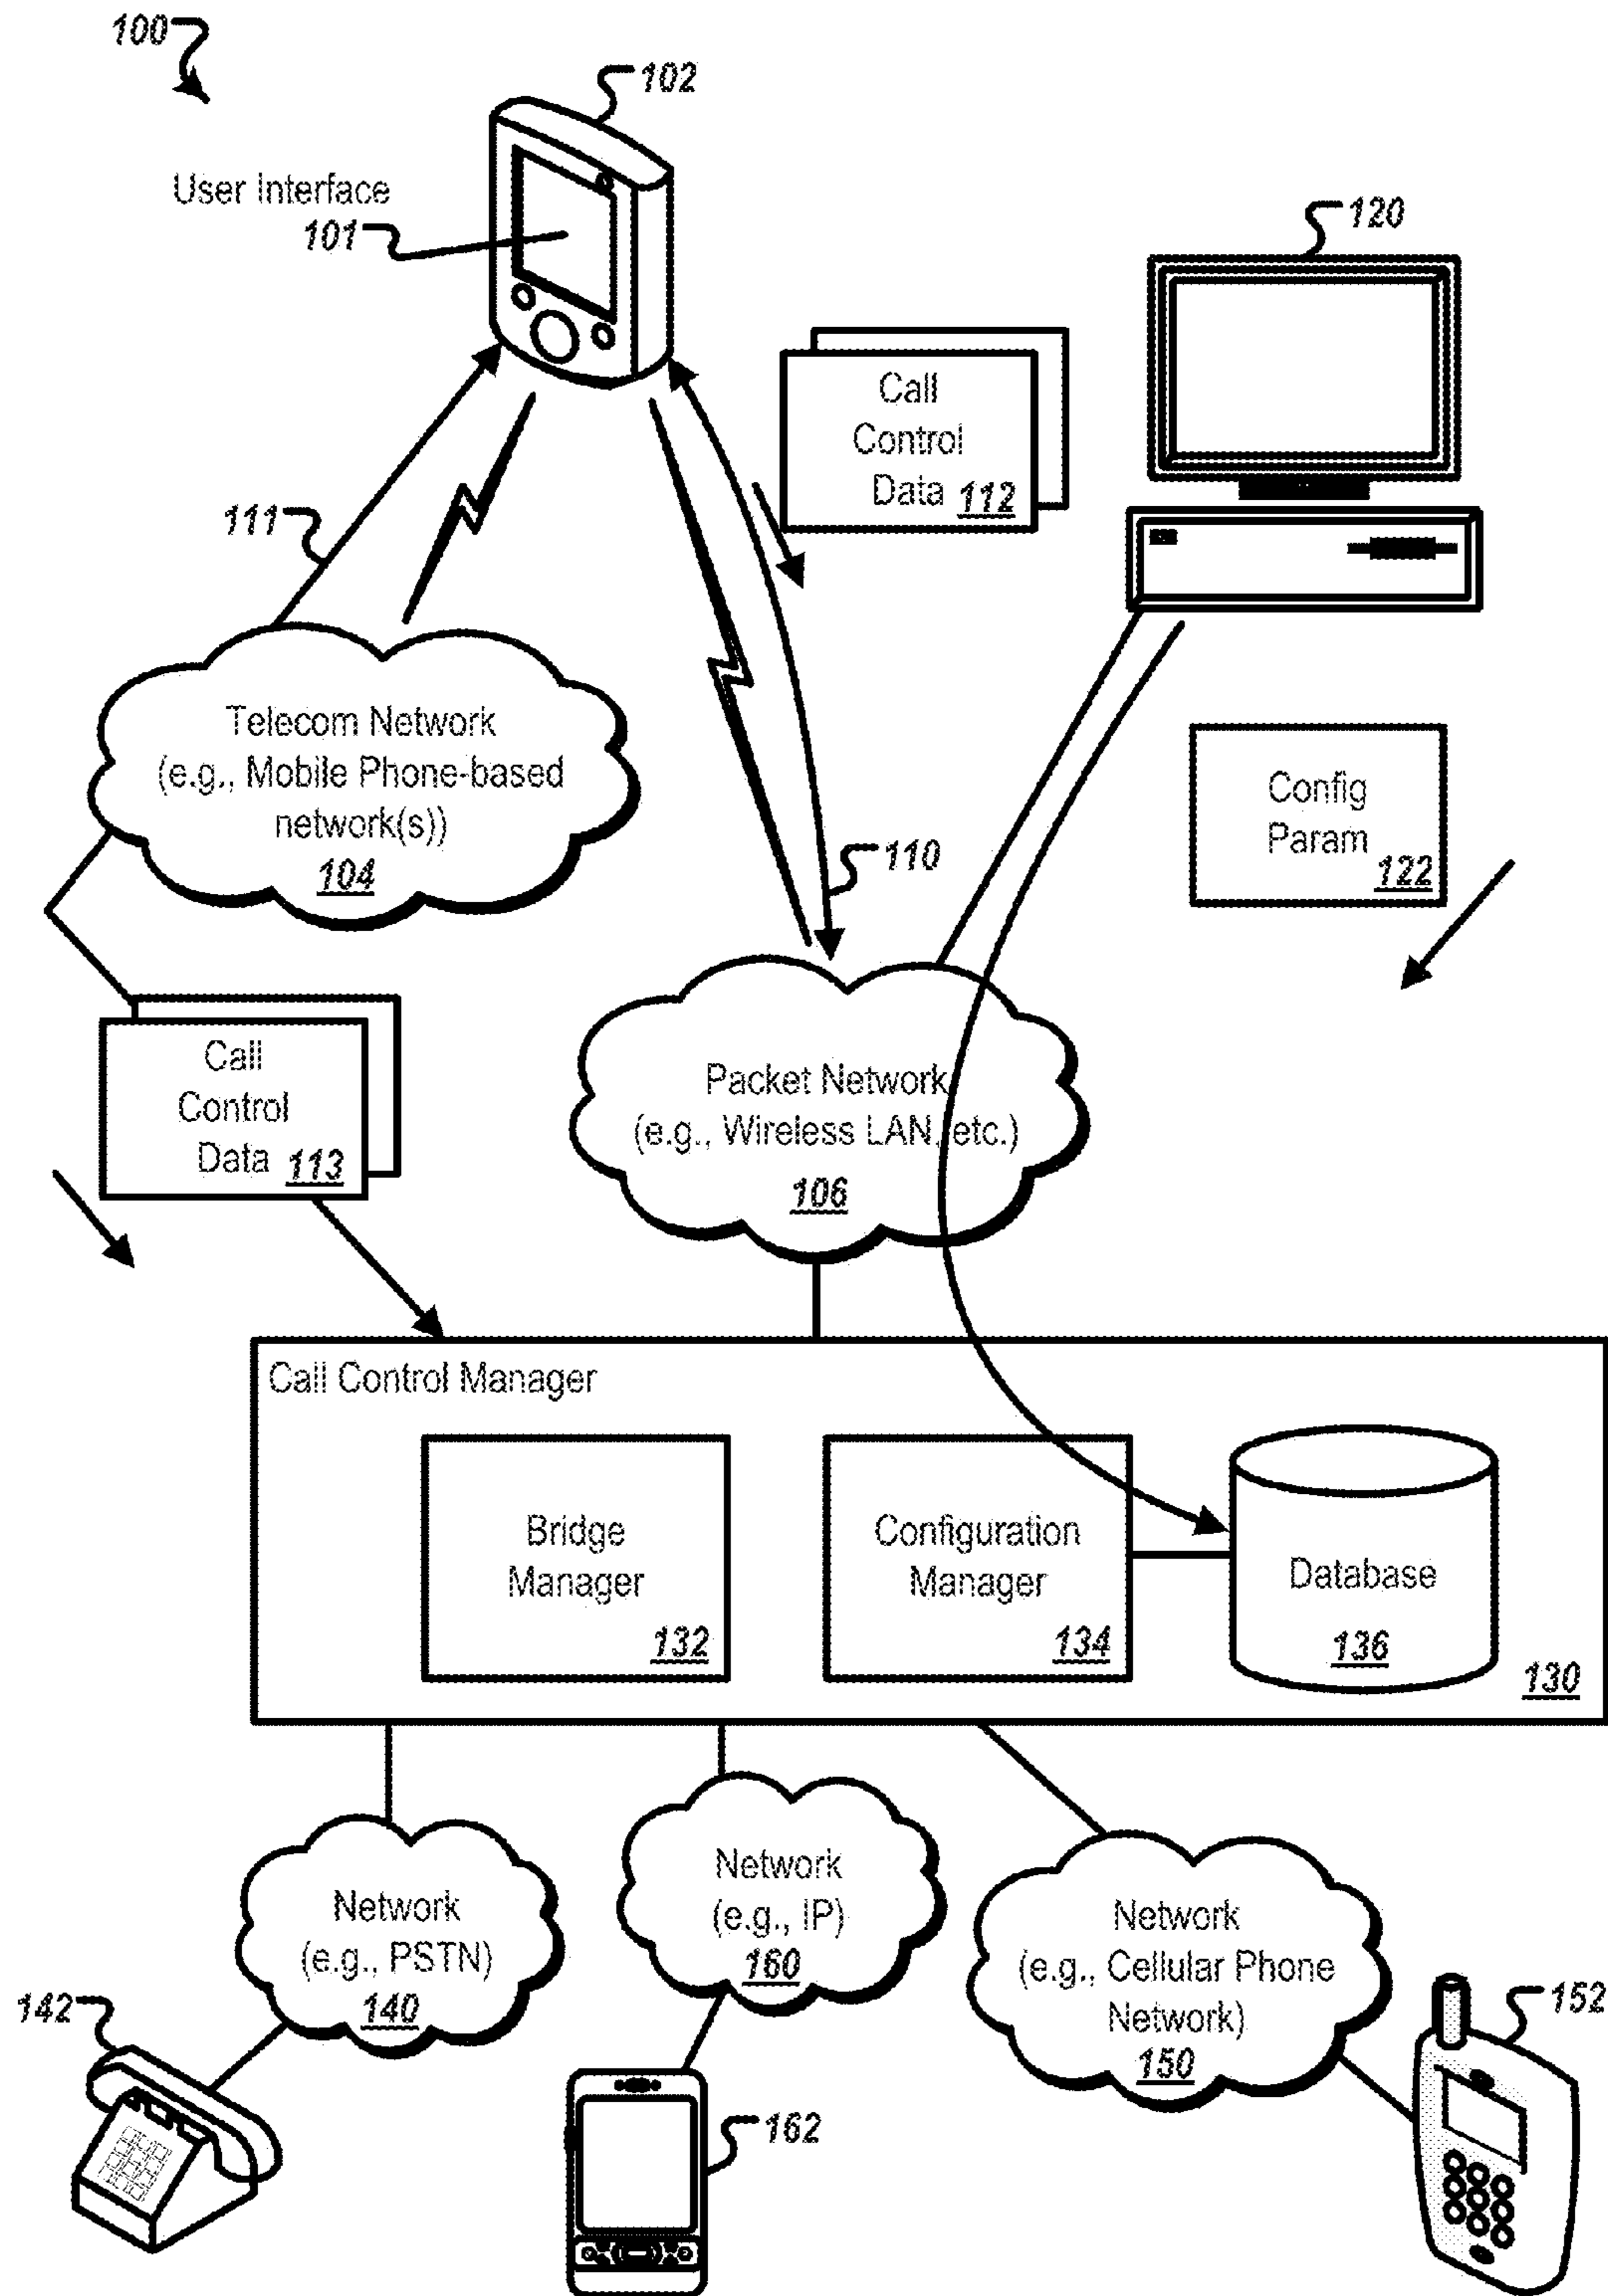 100
102
User Interface
101
120
Call
Control
Data 112
111
Telecom Network
(e.g., Mobile Phone-based
network(s))
104
Config
Param
122
110
Call
Control
Data 113
Packet Network
(e.g., Wireless LAN, etc.)
106
Call Control Manager
Bridge
Manager
132
Configuration
Manager
134
Database
136
130
Network
(e.g., PSTN)
140
Network
(e.g., IP)
160
Network
(e.g., Cellular Phone
Network)
150
142
162
152